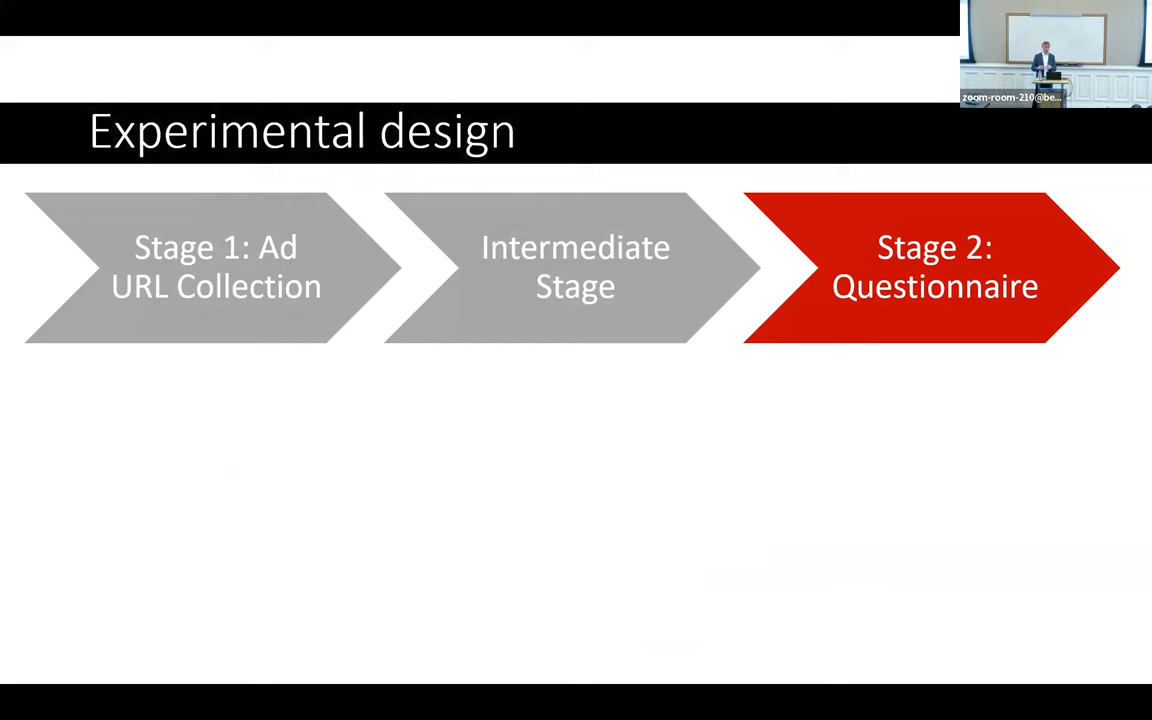 zoom-room-210@be...
Experimental design
Stage 1: Ad
URL Collection
Intermediate
Stage
Stage 2:
Questionnaire